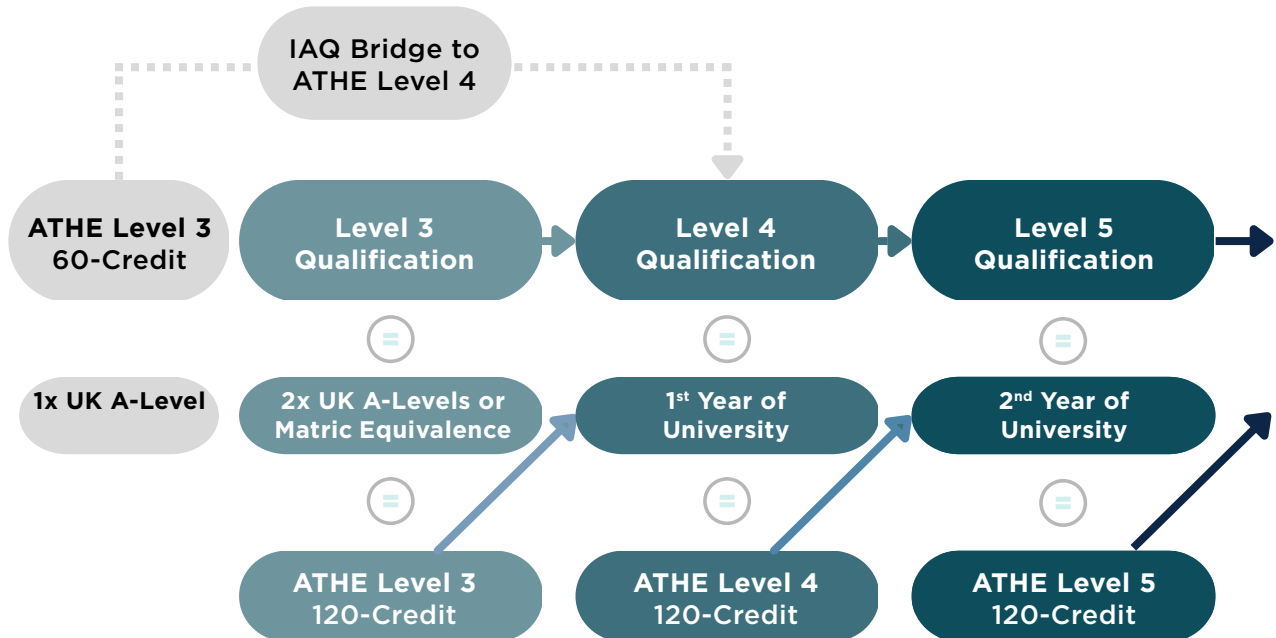 IAQ Bridge to
ATHE Level 4
ATHE Level 3
60-Credit
Level 3
Qualification
Level 4
Qualification
Level 5
Qualification
=
=
=
1x UK A-Level
2x UK A-Levels or
Matric Equivalence
1st Year of
University
2nd Year of
University
=
=
=
ATHE Level 3
120-Credit
ATHE Level 4
120-Credit
ATHE Level 5
120-Credit